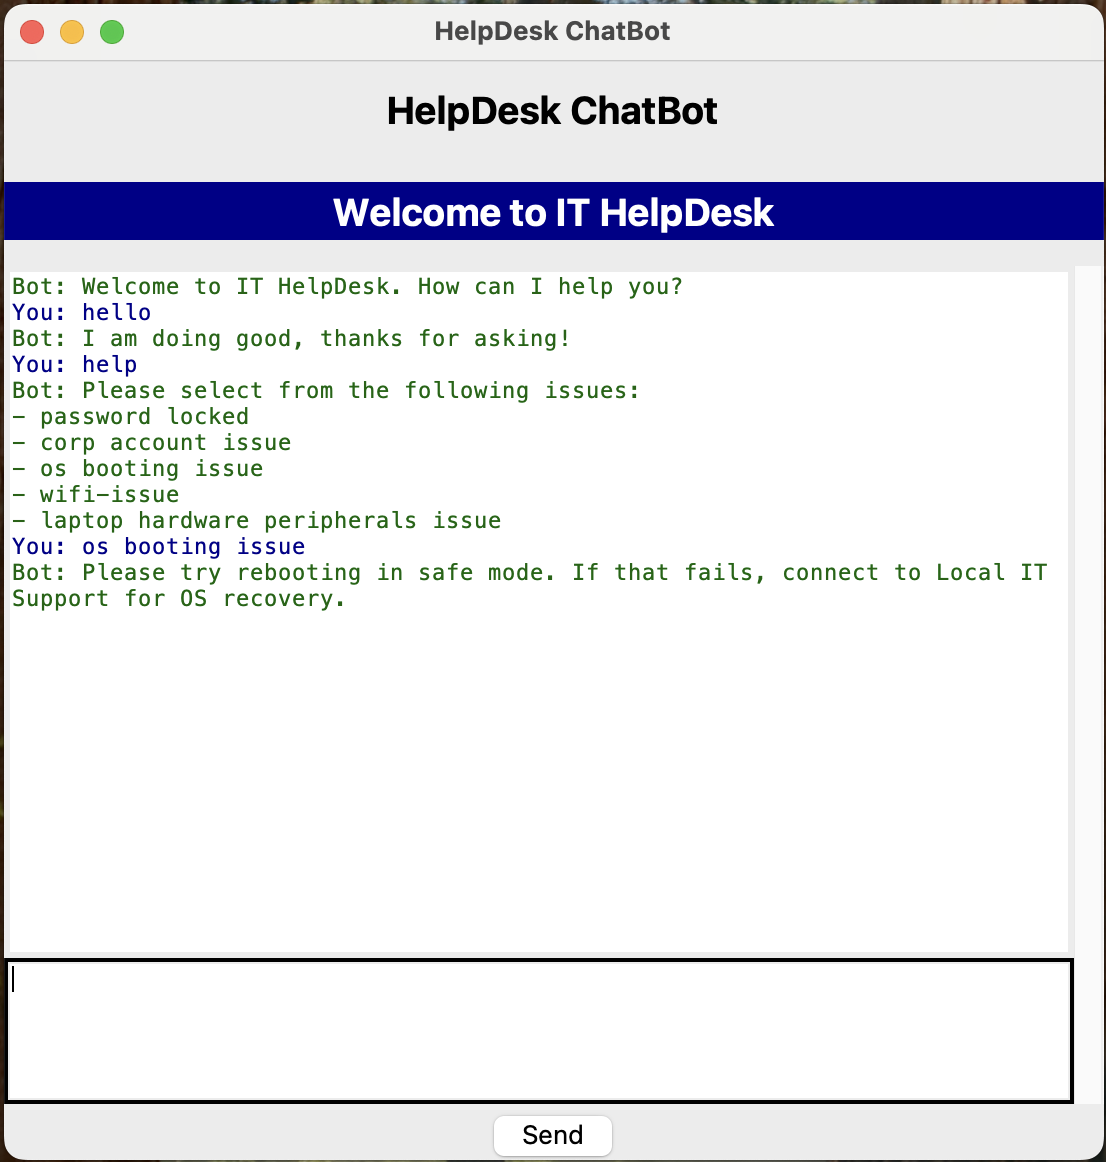 HelpDesk ChatBot
HelpDesk ChatBot
Welcome to IT HelpDesk
Bot: Welcome to IT HelpDesk. How can I help you?
You: hello
Bot: I am doing good, thanks for asking!
You: help
Bot: Please select from the following issues:
- password locked
- corp account issue
- os booting issue
- wifi-issue
- laptop hardware peripherals issue
You: os booting issue
Bot: Please try rebooting in safe mode. If that fails, connect to Local IT
Support for OS recovery.
Send